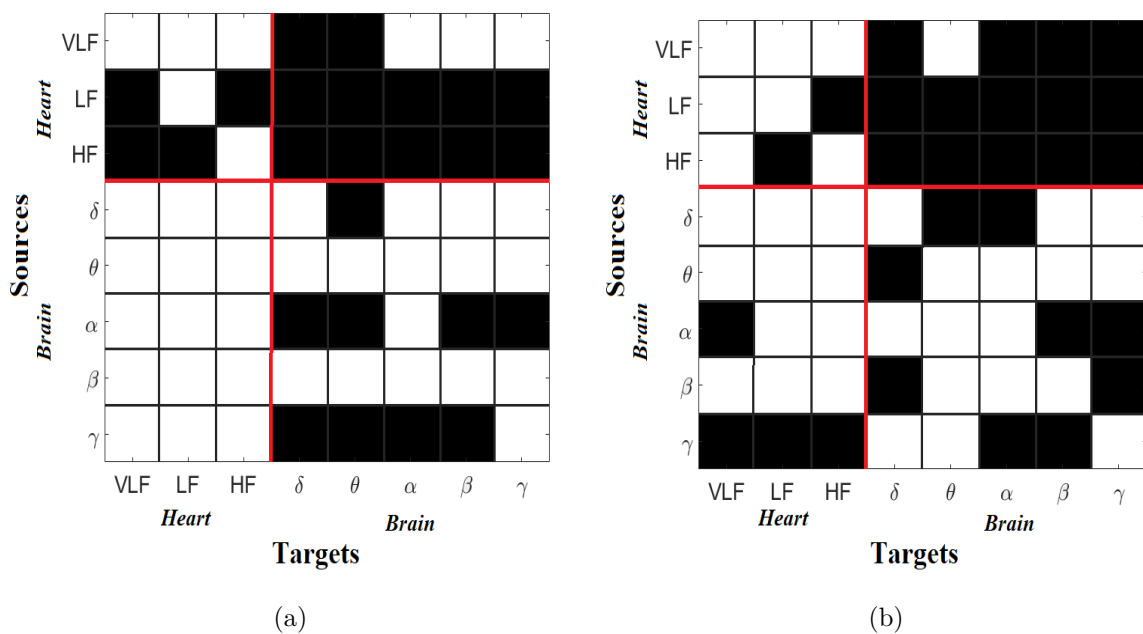 VLF
LF
HF
δ
θ
α
β
γ
Heart
Brain
Sources
VLF LF HF δ θ α β γ
Heart Brain
Targets
(a)
VLF
LF
HF
δ
θ
α
β
γ
Heart
Brain
Sources
VLF LF HF δ θ α β γ
Heart Brain
Targets
(b)